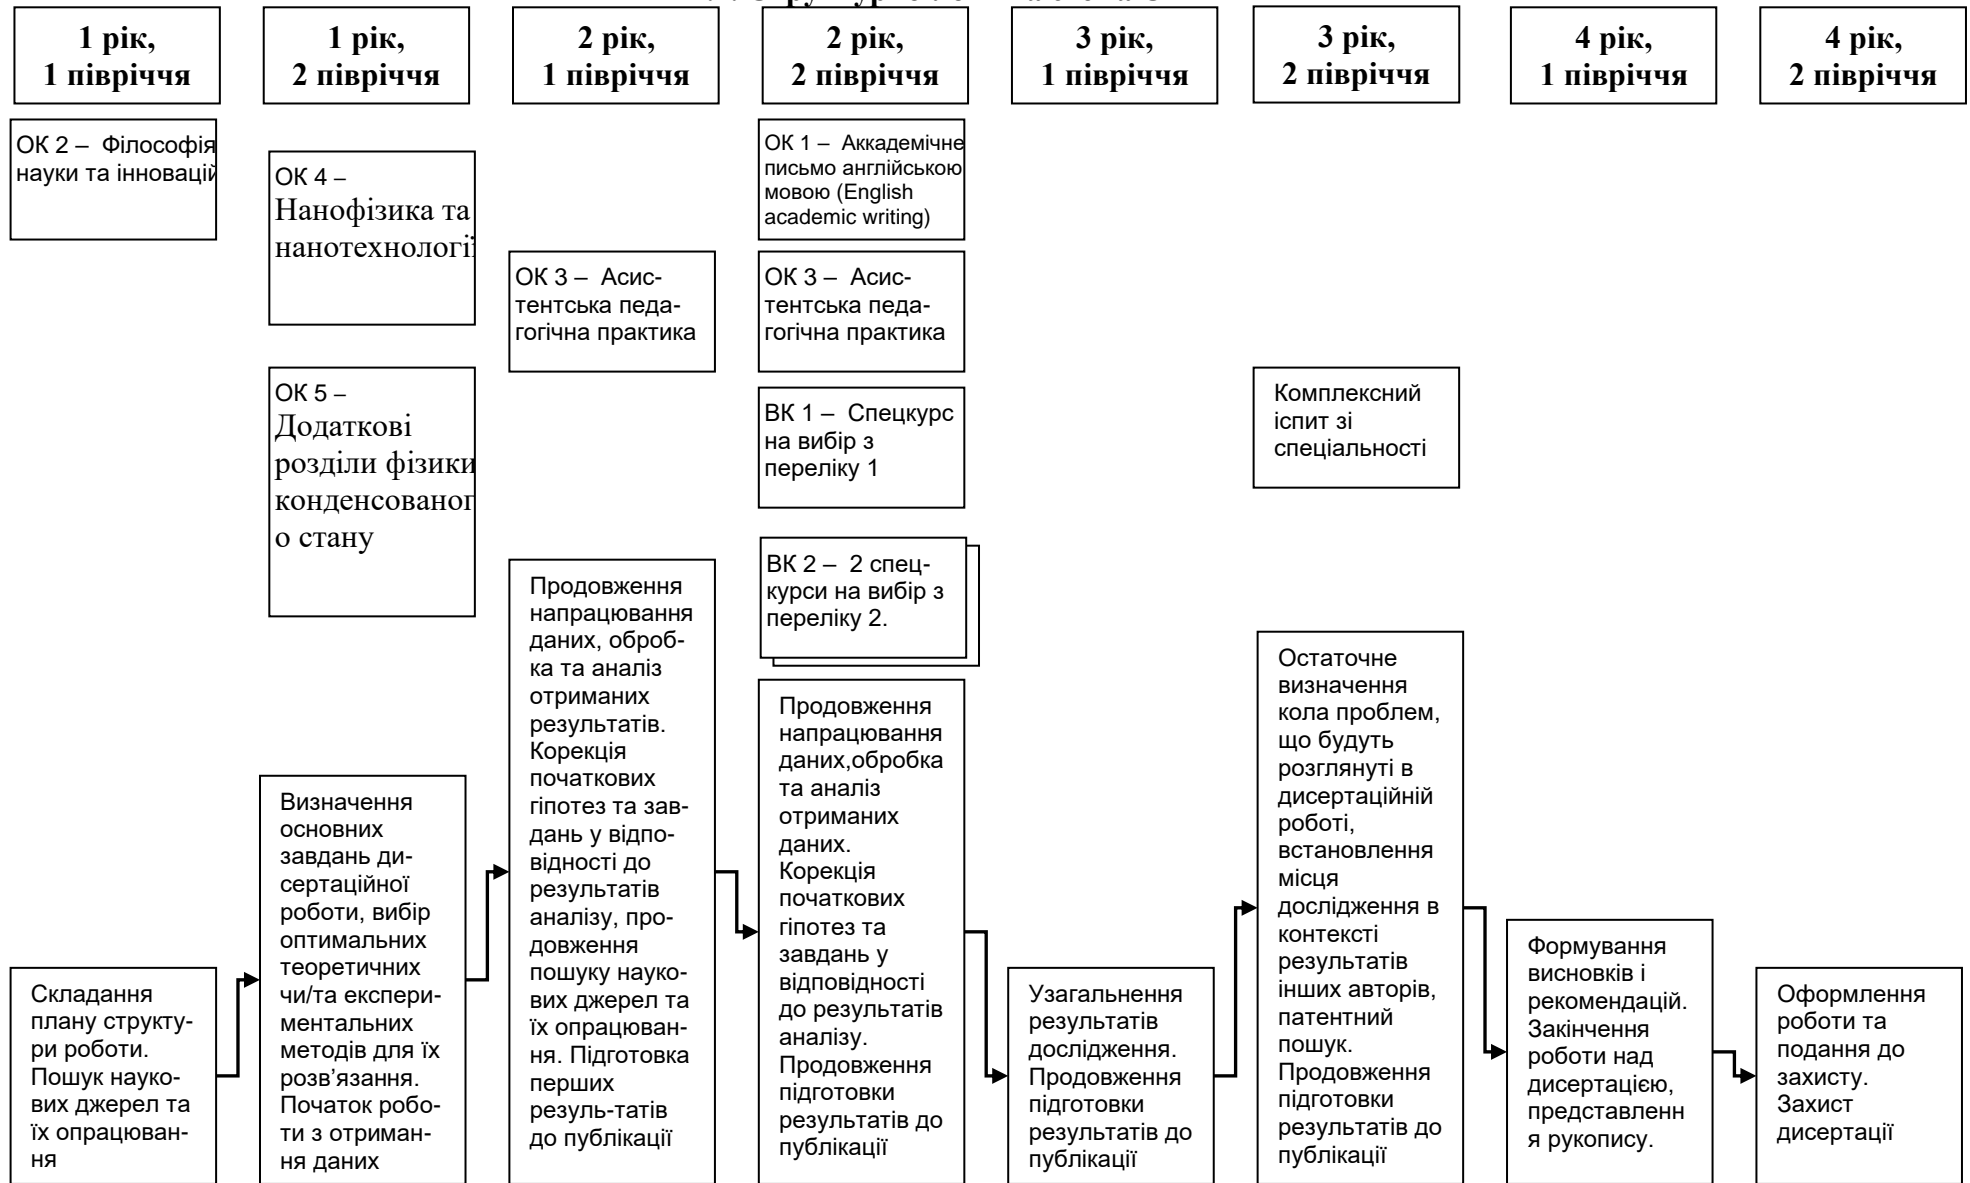 1 рік,
1 півріччя
1 рік,
2 півріччя
2 рік,
1 півріччя
2 рік,
2 півріччя
3 рік,
1 півріччя
3 рік,
2 півріччя
4 рік,
1 півріччя
4 рік,
2 півріччя
ОК 2 – Філософія
науки та інновацій
ОК 4 –
Нанофізика та
нанотехнології
ОК 5 –
Додаткові
розділи фізики
конденсованог
о стану
ОК 3 – Асис-
тентська педа-
гогічна практика
ОК 1 – Аккадемічне
письмо англійською
мовою (English
academic writing)
ОК 3 – Асис-
тентська педа-
гогічна практика
ВК 1 – Спецкурс
на вибір з
переліку 1
ВК 2 – 2 спец-
курси на вибір з
переліку 2.
Комплексний
іспит зі
спеціальності
Складання
плану структу-
ри роботи.
Пошук науко-
вих джерел та
їх опрацюван-
ня
Визначення
основних
завдань ди-
сертаційної
роботи, вибір
оптимальних
теоретичних
чи/та експери-
ментальних
методів для їх
розв'язання.
Початок робо-
ти з отриман-
ня даних
Продовження
напрацювання
даних, оброб-
ка та аналіз
отриманих
результатів.
Корекція
початкових
гіпотез та зав-
дань у відпо-
відності до
результатів
аналізу, про-
довження
пошуку науко-
вих джерел та
їх опрацюван-
ня. Підготовка
перших
резуль-татів
до публікації
Продовження
напрацювання
даних,обробка
та аналіз
отриманих
даних.
Корекція
початкових
гіпотез та
завдань у
відповідності
до результатів
аналізу.
Продовження
підготовки
результатів до
публікації
Узагальнення
результатів
дослідження.
Продовження
підготовки
результатів до
публікації
Остаточне
визначення
кола проблем,
що будуть
розглянуті в
дисертаційній
роботі,
встановлення
місця
дослідження в
контексті
результатів
інших авторів,
патентний
пошук.
Продовження
підготовки
результатів до
публікації
Формування
висновків і
рекомендацій.
Закінчення
роботи над
дисертацією,
представленн
я рукопису.
Оформлення
роботи та
подання до
захисту.
Захист
дисертації